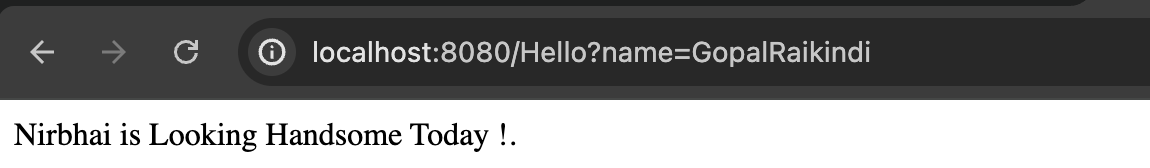 localhost:8080/Hello?name=GopalRaikindi
Nirbhai is Looking Handsome Today !.